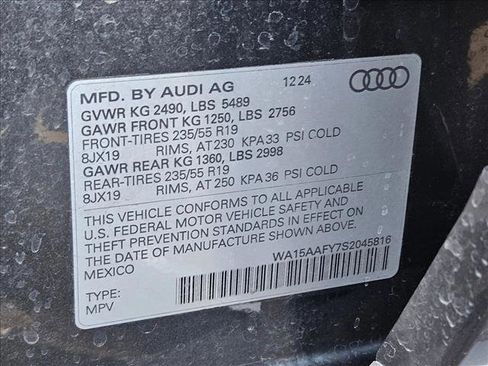 MFD. BY AUDI AG 12.24
GVWR KG 2490, LBS 5489
GAWR FRONT KG 1250, LBS 2756
FRONT-TIRES 235/55 R19
8JX19 RIMS, AT 230 KPA33 PSI COLD
GAWR REAR KG 1360, LBS 2998
REAR-TIRES 235/55 R19
8JX19 RIMS, AT 250 KPA 36 PSI COLD
THIS VEHICLE CONFORMS TO ALL APPLICABLE
U.S. FEDERAL MOTOR VEHICLE SAFETY AND
THEFT PREVENTION STANDARDS IN EFFECT ON
THE DATE OF MANUFACTURE SHOWN ABOVE.
MEXICO
WA15AAFY7S2045816
TYPE:
MPV